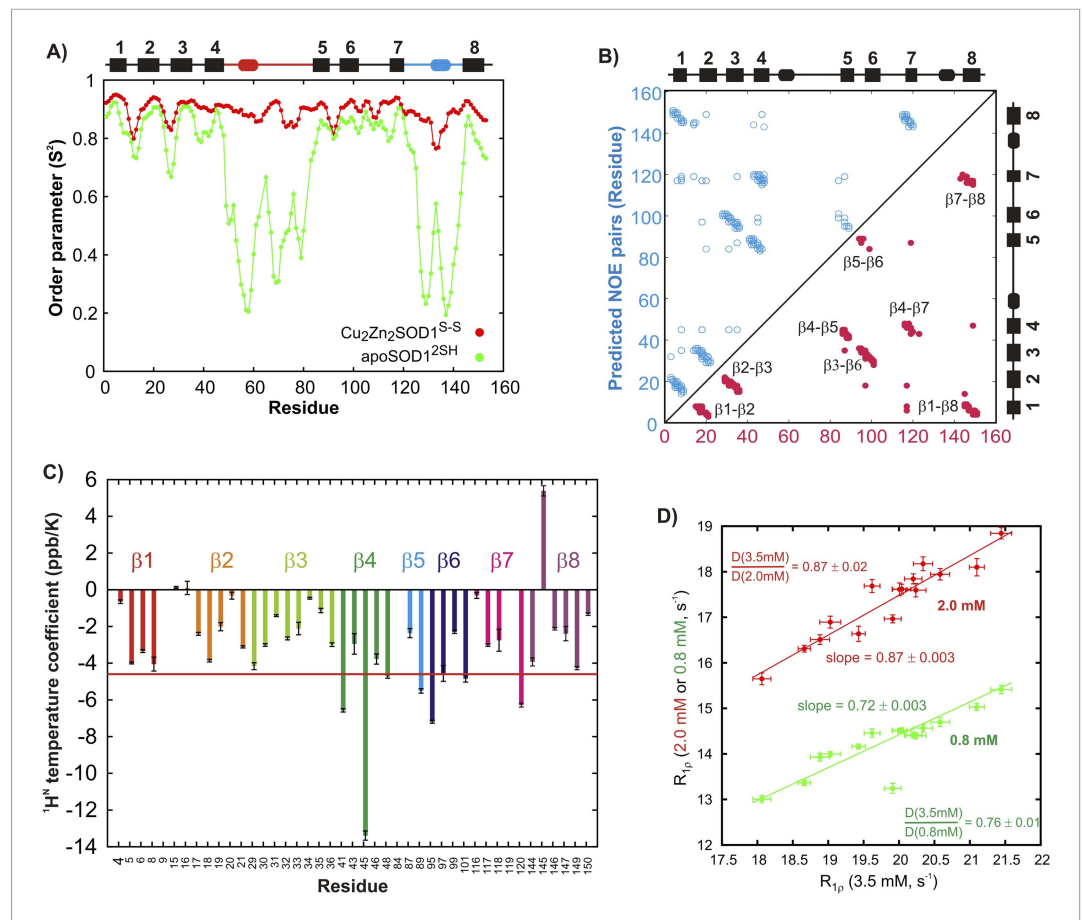 A)
1 2 3 4 5 6 7 8
1
0.8
0.6
0.4
0.2
0
Order parameter (S²)
Cu₂Zn₂SOD1ˢ⁻ˢ
apoSOD1²ˢᴴ
0 20 40 60 80 100 120 140 160
Residue
B)
1 2 3 4 5 6 7 8
160
140
120
100
80
60
40
20
0
Predicted NOE pairs (Residue)
β7-β8
β5-β6
β4-β7
β4-β5
β3-β6
β2-β3
β1-β2
β1-β8
0 20 40 60 80 100 120 140 160
8
7
6
5
4
3
2
1
C)
6
4
2
0
-2
-4
-6
-8
-10
-12
-14
¹Hᴺ temperature coefficient (ppb/K)
β1 β2 β3 β4 β5 β6 β7 β8
4 5 6 8 9 15 16 17 18 19 20 21 29 30 31 32 33 34 35 36 41 43 45 46 48 84 87 89 95 97 99 101 116 117 118 119 120 144 145 146 147 149 150
Residue
D)
19
18
17
16
15
14
13
12
R₁ρ (2.0 mM or 0.8 mM, s⁻¹)
D(3.5mM)
D(2.0mM)
= 0.87 ± 0.02
2.0 mM
slope = 0.87 ± 0.003
slope = 0.72 ± 0.003
0.8 mM
D(3.5mM)
D(0.8mM)
= 0.76 ± 0.01
17.5 18 18.5 19 19.5 20 20.5 21 21.5 22
R₁ρ (3.5 mM, s⁻¹)